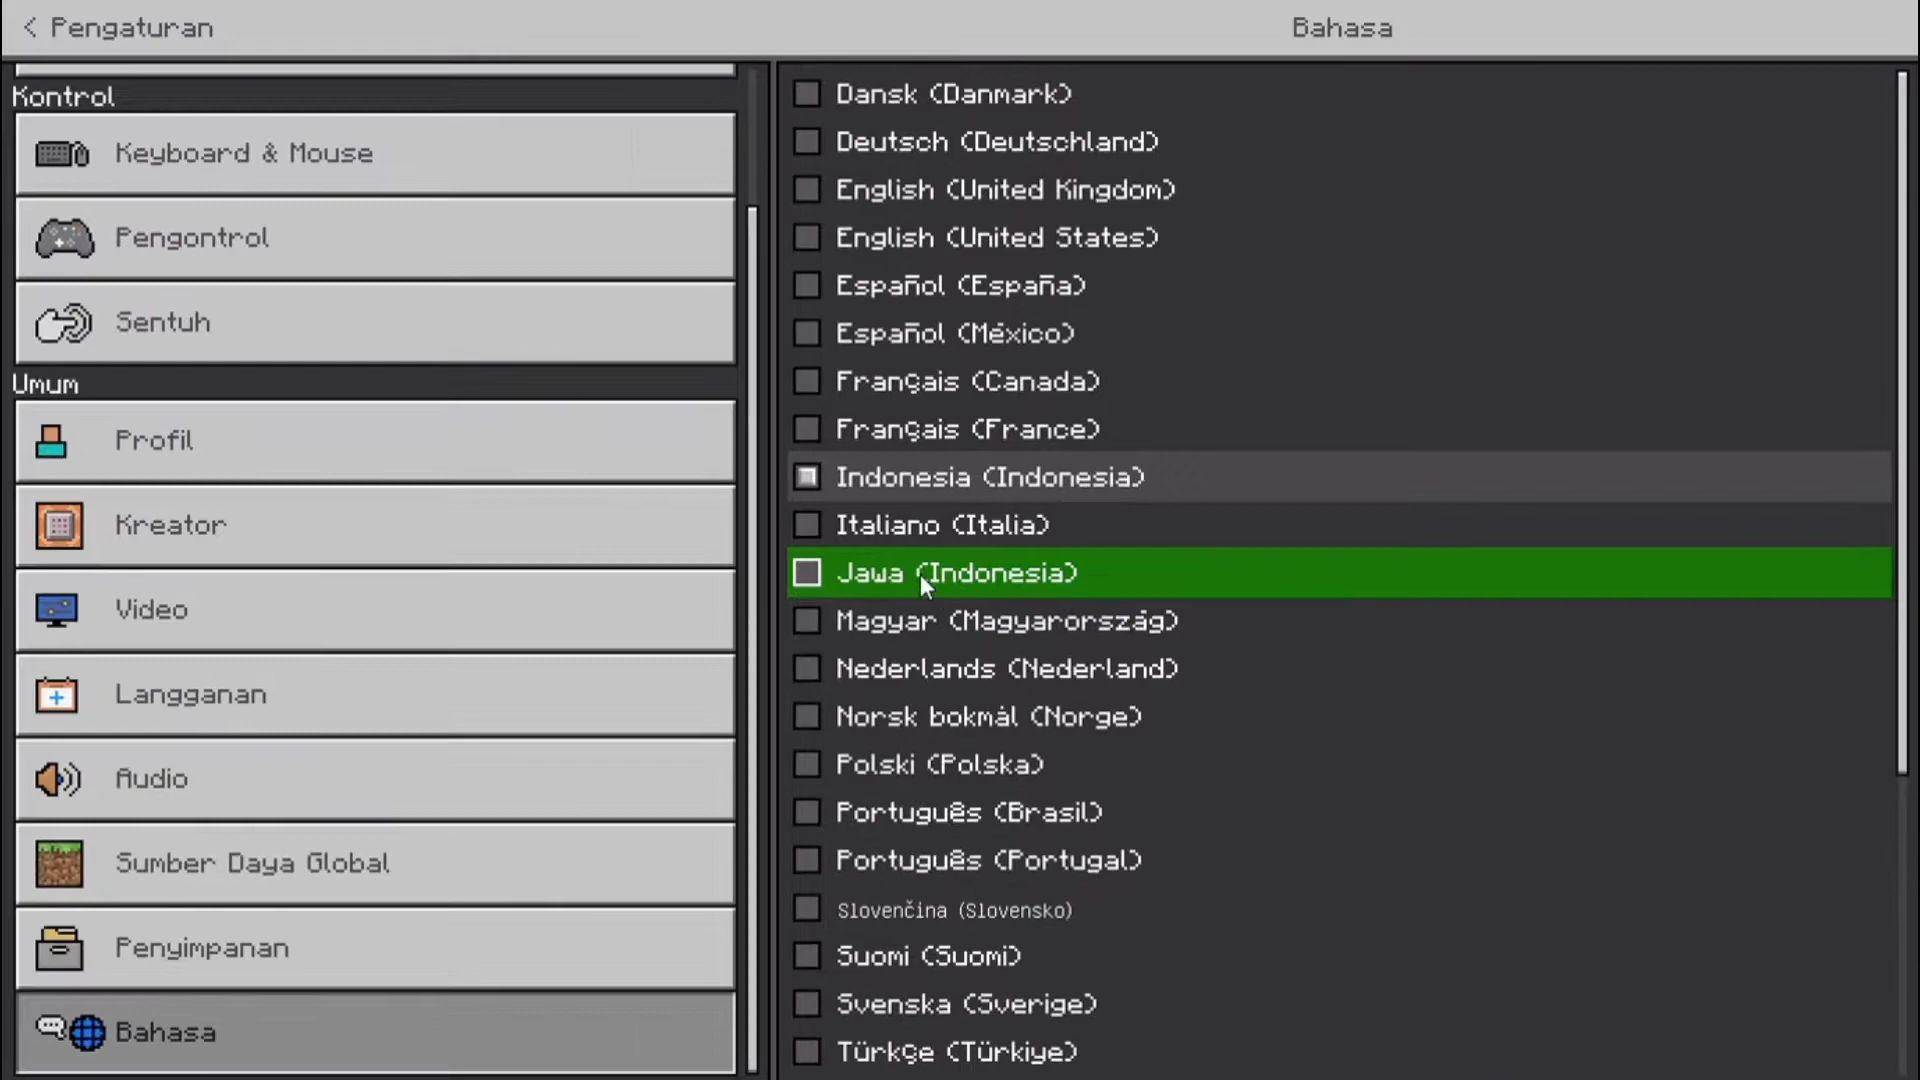 Pengaturan
Bahasa
Kontrol
Keyboard & Mouse
Pengontrol
Sentuh
Umum
Profil
Kreator
Video
Langganan
Audio
Sumber Daya Global
Penyimpanan
Bahasa
Dansk (Danmark)
Deutsch (Deutschland)
English (United Kingdom)
English (United States)
Español (España)
Español (México)
Français (Canada)
Français (France)
Indonesia (Indonesia)
Italiano (Italia)
Jawa (Indonesia)
Magyar (Magyarország)
Nederlands (Nederland)
Norsk bokmål (Norge)
Polski (Polska)
Português (Brasil)
Português (Portugal)
Slovenčina (Slovensko)
Suomi (Suomi)
Svenska (Sverige)
Türkçe (Türkiye)